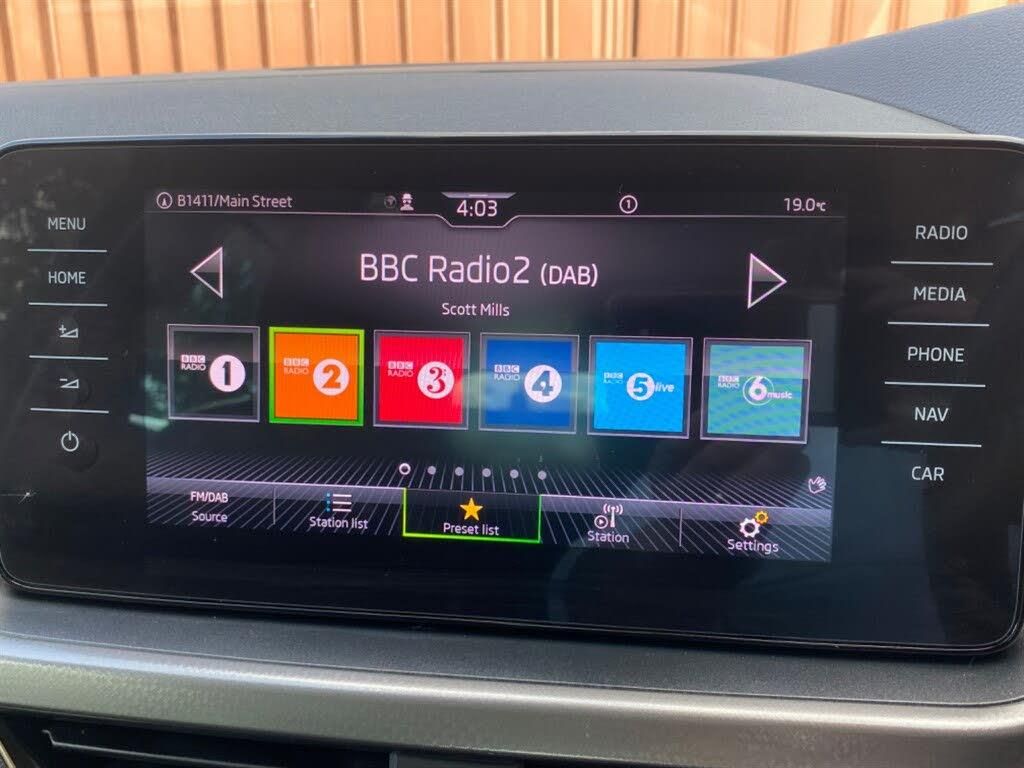 B1411/Main Street
4:03
1
19.0°C
MENU
HOME
RADIO
MEDIA
PHONE
NAV
CAR
BBC Radio2 (DAB)
Scott Mills
BBC RADIO 1
BBC RADIO 2
BBC RADIO 3
BBC RADIO 4
BBC RADIO 5 live
BBC RADIO 6 music
FM/DAB
Source
Station list
Preset list
Station
Settings